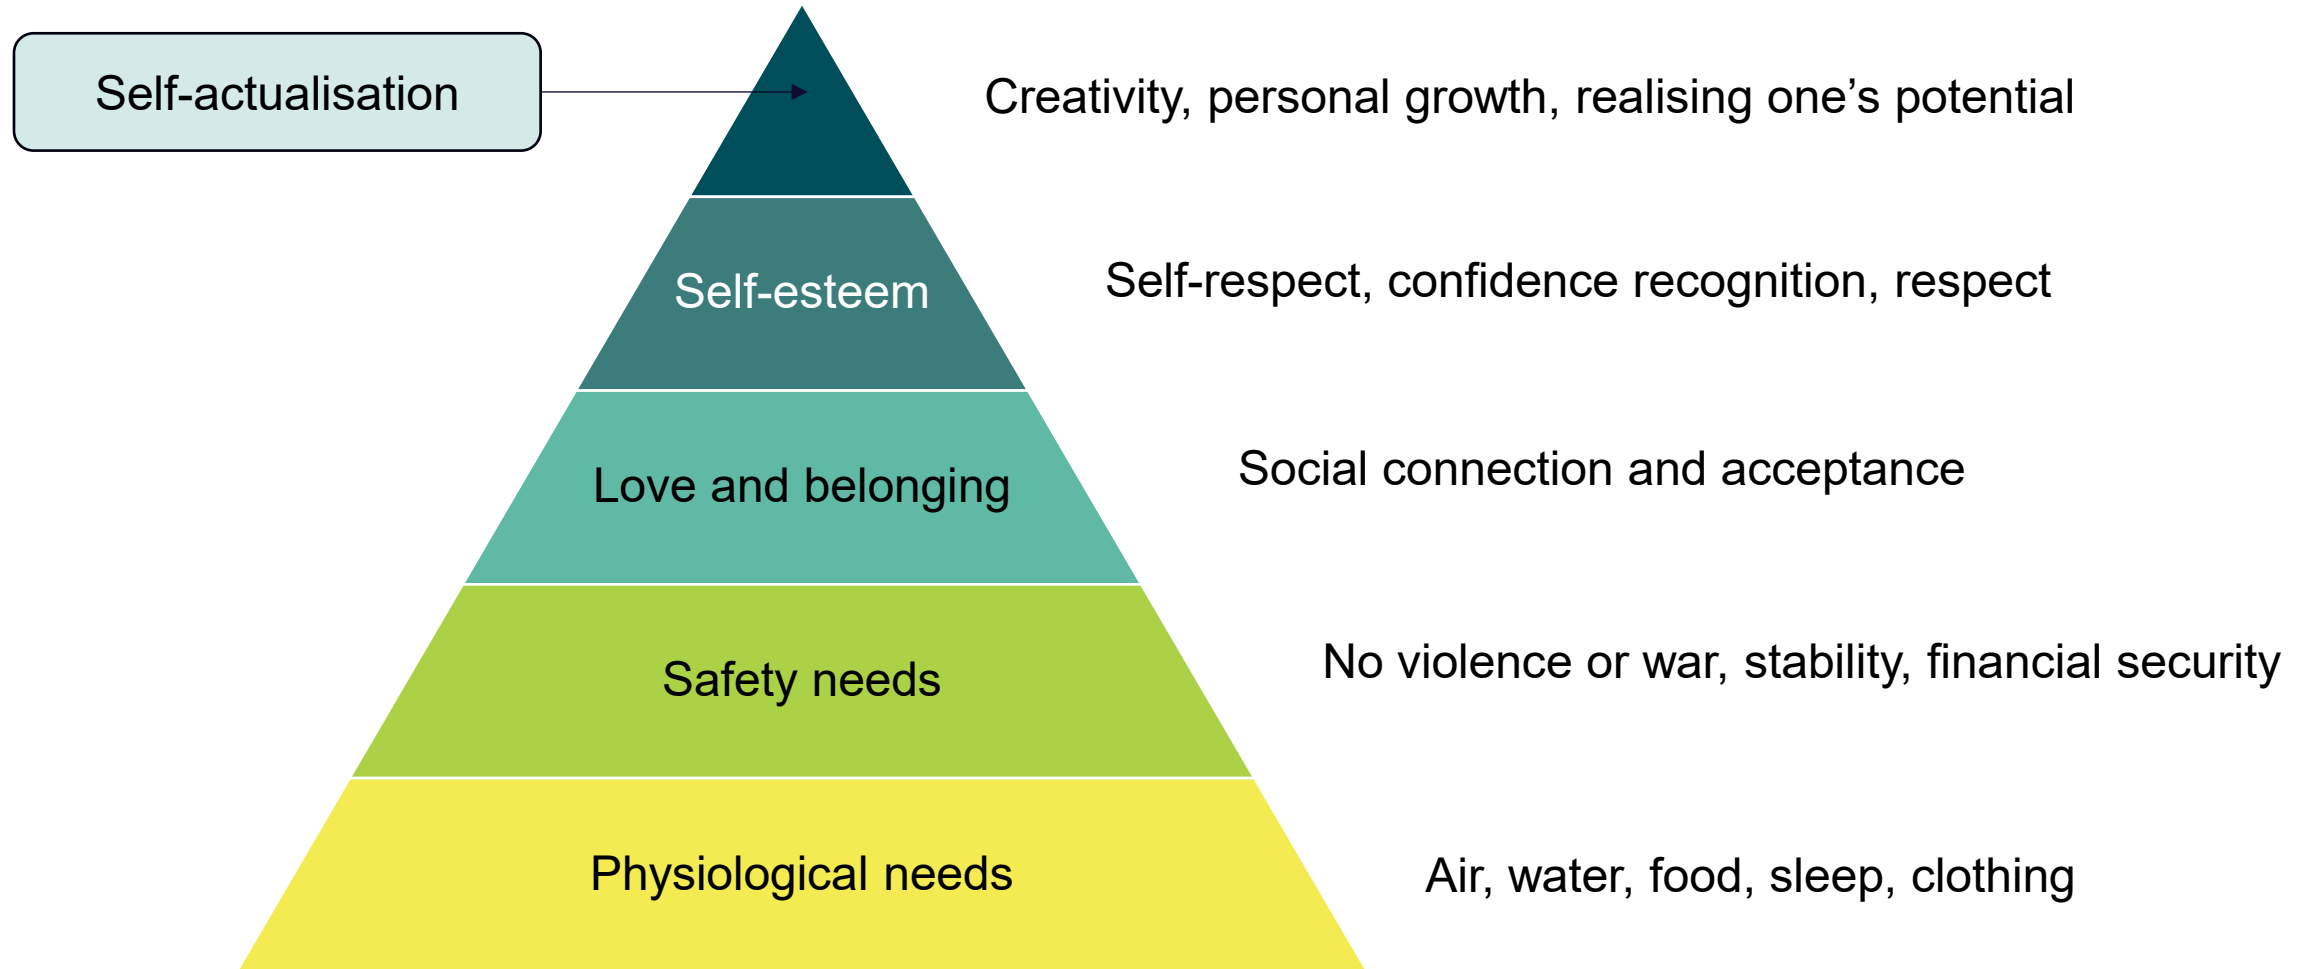 Self-actualisation
Creativity, personal growth, realising one’s potential
Self-esteem
Self-respect, confidence recognition, respect
Love and belonging
Social connection and acceptance
Safety needs
No violence or war, stability, financial security
Physiological needs
Air, water, food, sleep, clothing